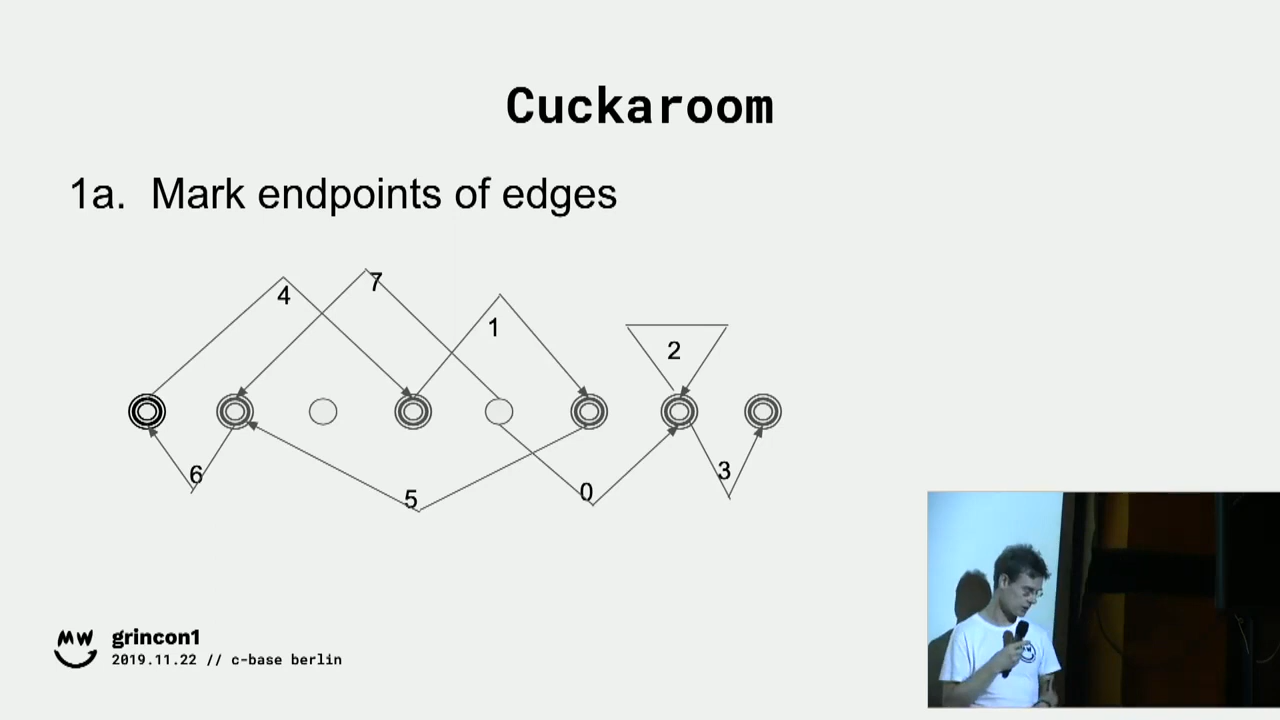 Cuckaroom
1a. Mark endpoints of edges
4
7
1
2
6
5
0
3
MW
grincon1
2019.11.22 // c-base berlin